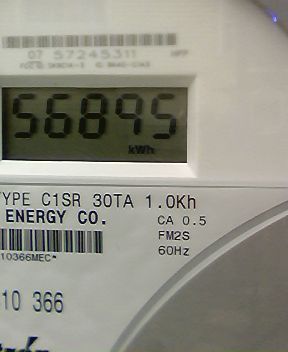 07 57245311
56895
kWh
TYPE C1SR 30TA 1.0Kh
ENERGY CO.
CA 0.5
FM2S
60Hz
10366MEC*
10 366